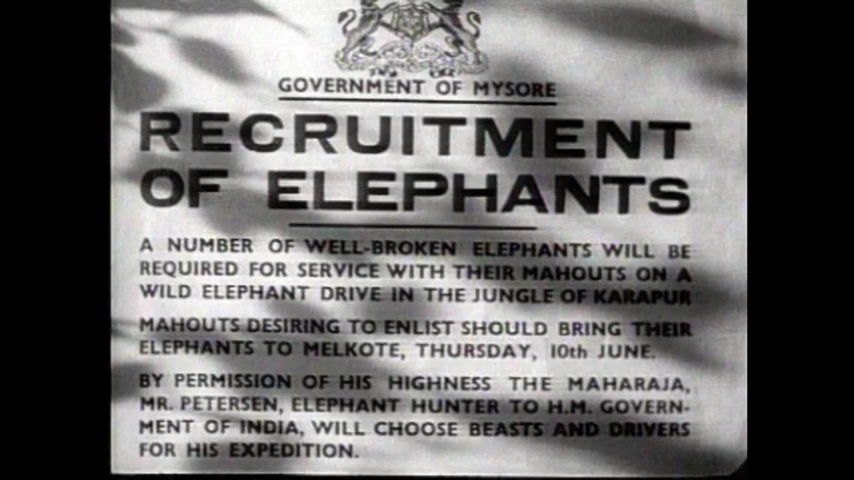 GOVERNMENT OF MYSORE
RECRUITMENT
OF ELEPHANTS
A NUMBER OF WELL-BROKEN ELEPHANTS WILL BE
REQUIRED FOR SERVICE WITH THEIR MAHOUTS ON A
WILD ELEPHANT DRIVE IN THE JUNGLE OF KARAPUR
MAHOUTS DESIRING TO ENLIST SHOULD BRING THEIR
ELEPHANTS TO MELKOTE, THURSDAY, 10th JUNE.
BY PERMISSION OF HIS HIGHNESS THE MAHARAJA,
MR. PETERSEN, ELEPHANT HUNTER TO H.M. GOVERN-
MENT OF INDIA, WILL CHOOSE BEASTS AND DRIVERS
FOR HIS EXPEDITION.